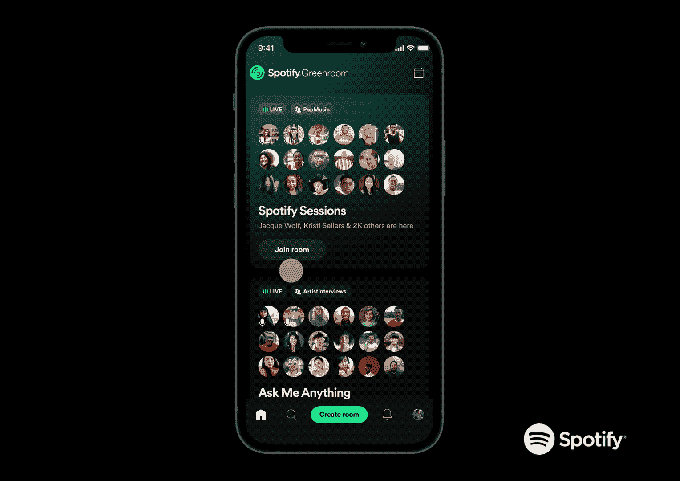 9:41
Spotify Greenroom
LIVE Pop Music
Spotify Sessions
Jacque Wolf, Kristi Sellars & 2K others are here
Join room
LIVE Artist Interviews
Ask Me Anything
Create room
Spotify